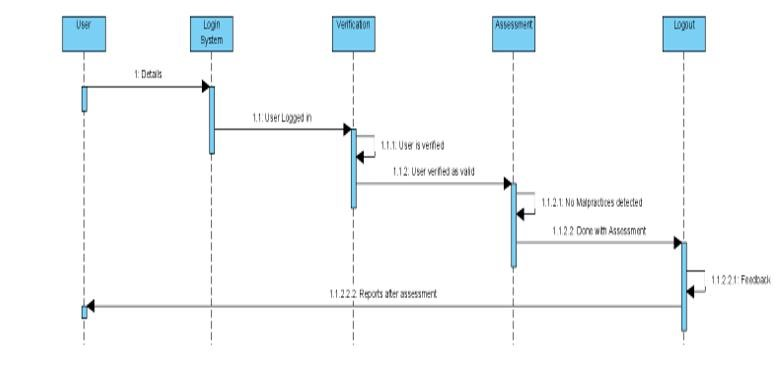 User
Login
System
Verification
Assessment
Logout
1: Details
1.1: User Logged in
1.1.1: User is verified
1.1.2: User verified as valid
1.1.2.1: No Malpractices detected
1.1.2.2: Done with Assessment
1.1.2.2.1: Feedback
1.1.2.2.2: Reports after assessment